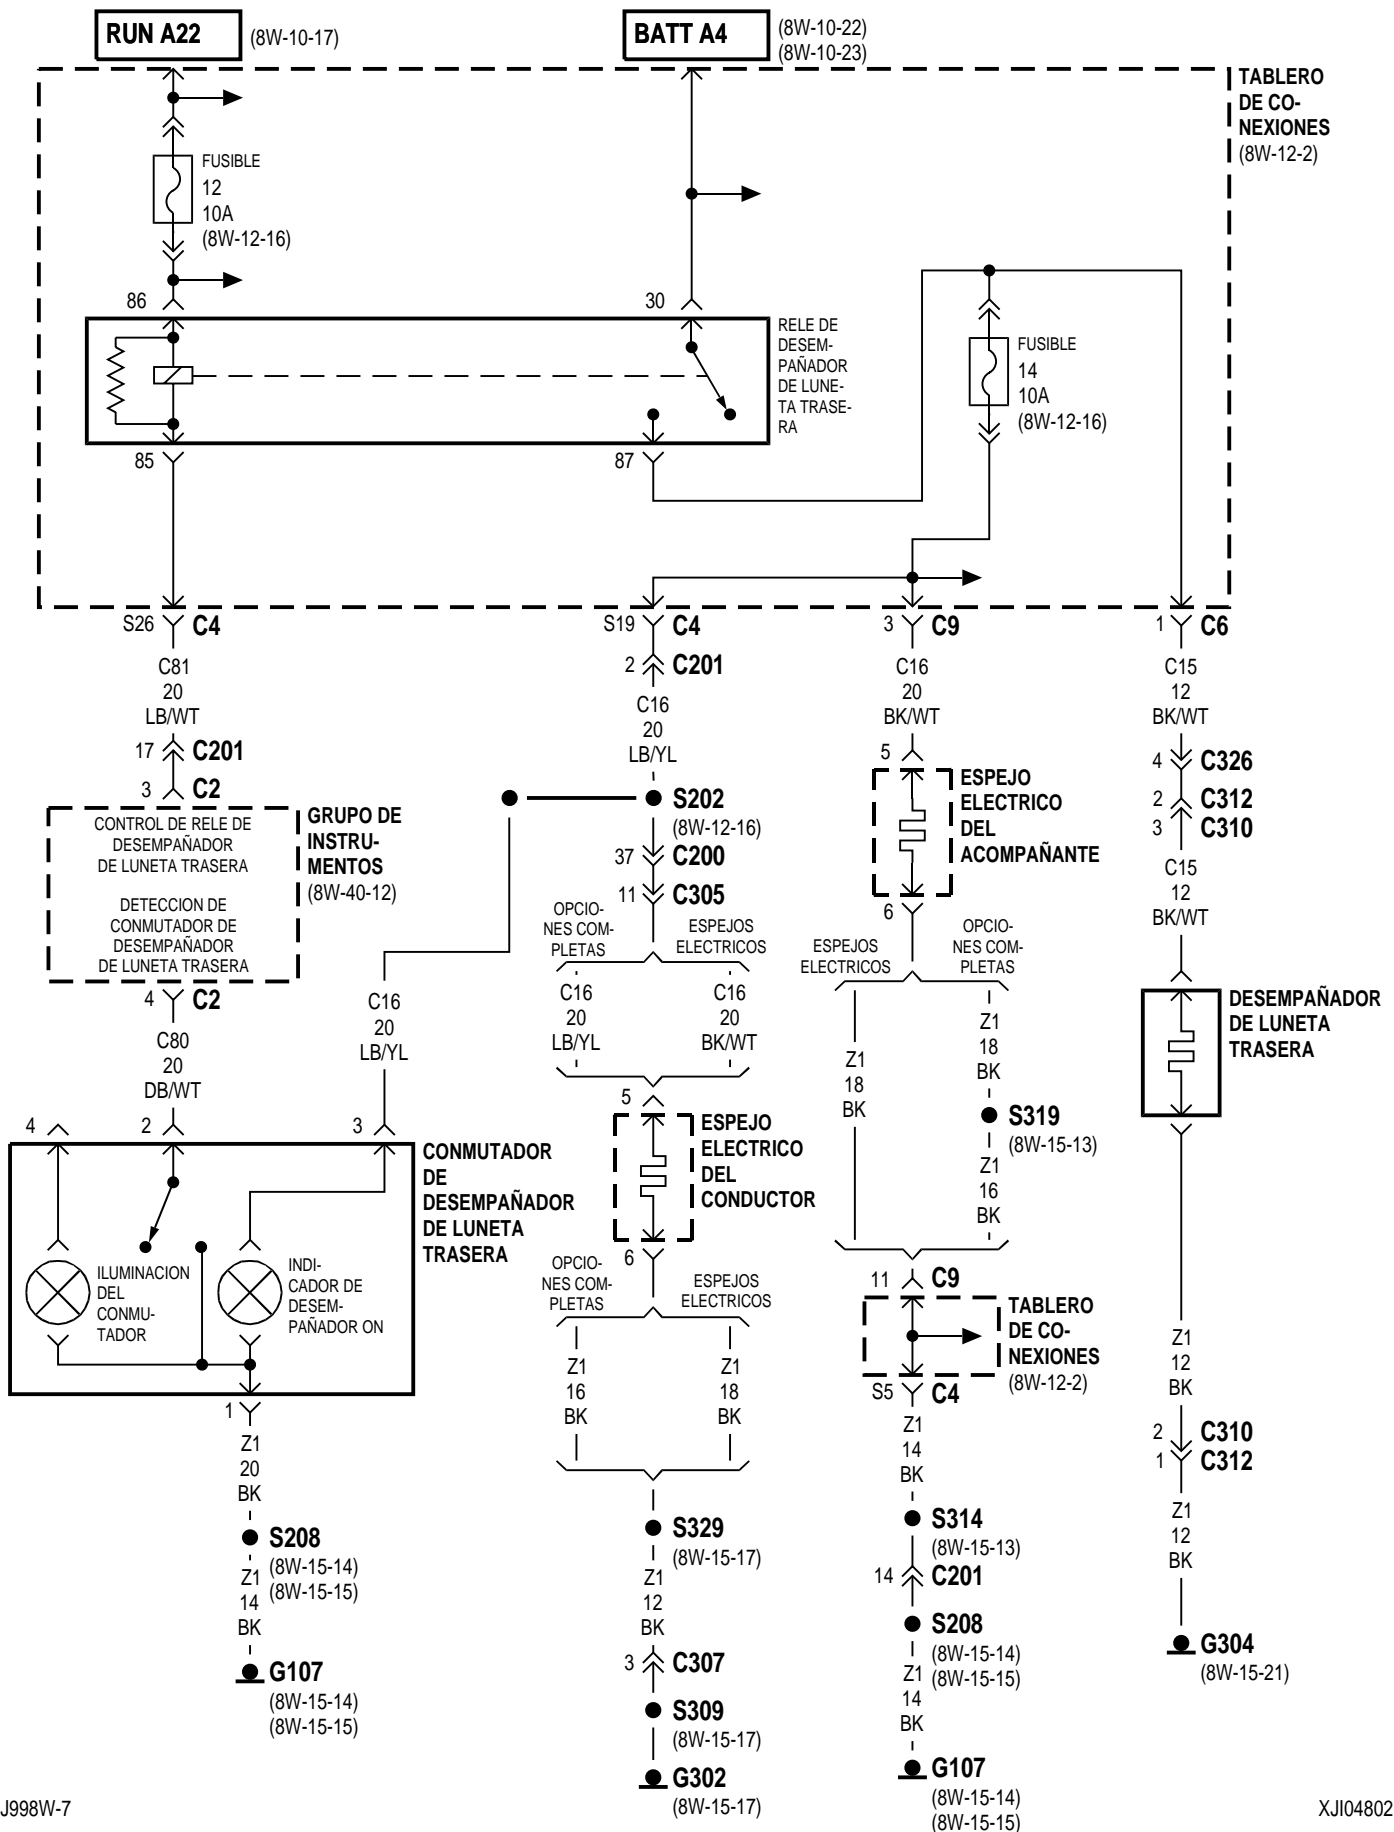 RUN A22
(8W-10-17)
BATT A4
(8W-10-22)
(8W-10-23)
TABLERO
DE CO-
NEXIONES
(8W-12-2)
FUSIBLE
12
10A
(8W-12-16)
86
30
RELE DE
DESEM-
PAÑADOR
DE LUNE-
TA TRASE-
RA
FUSIBLE
14
10A
(8W-12-16)
85
87
S26
C4
S19
C4
3
C9
1
C6
C81
20
LB/WT
17
C201
3
C2
2
C201
C16
20
LB/YL
C16
20
BK/WT
C15
12
BK/WT
4
C326
2
C312
3
C310
C15
12
BK/WT
CONTROL DE RELE DE
DESEMPAÑADOR
DE LUNETA TRASERA
DETECCION DE
CONMUTADOR DE
DESEMPAÑADOR
DE LUNETA TRASERA
GRUPO DE
INSTRU-
MENTOS
(8W-40-12)
S202
(8W-12-16)
37
C200
11
C305
5
ESPEJO
ELECTRICO
DEL
ACOMPAÑANTE
6
OPCIO-
NES COM-
PLETAS
ESPEJOS
ELECTRICOS
ESPEJOS
ELECTRICOS
OPCIO-
NES COM-
PLETAS
4
C2
C80
20
DB/WT
C16
20
LB/YL
C16
20
LB/YL
C16
20
BK/WT
Z1
18
BK
Z1
18
BK
S319
(8W-15-13)
Z1
16
BK
DESEMPAÑADOR
DE LUNETA
TRASERA
4
2
3
CONMUTADOR
DE
DESEMPAÑADOR
DE LUNETA
TRASERA
ILUMINACION
DEL
CONMU-
TADOR
INDI-
CADOR DE
DESEM-
PAÑADOR ON
5
ESPEJO
ELECTRICO
DEL
CONDUCTOR
6
OPCIO-
NES COM-
PLETAS
ESPEJOS
ELECTRICOS
Z1
16
BK
Z1
18
BK
11
C9
TABLERO
DE CO-
NEXIONES
(8W-12-2)
S5
C4
Z1
12
BK
2
C310
1
C312
Z1
12
BK
G304
(8W-15-21)
1
Z1
20
BK
S208
(8W-15-14)
(8W-15-15)
Z1
14
BK
G107
(8W-15-14)
(8W-15-15)
S329
(8W-15-17)
Z1
12
BK
3
C307
S309
(8W-15-17)
G302
(8W-15-17)
Z1
14
BK
S314
(8W-15-13)
14
C201
S208
(8W-15-14)
(8W-15-15)
Z1
14
BK
G107
(8W-15-14)
(8W-15-15)
J998W-7
XJI04802